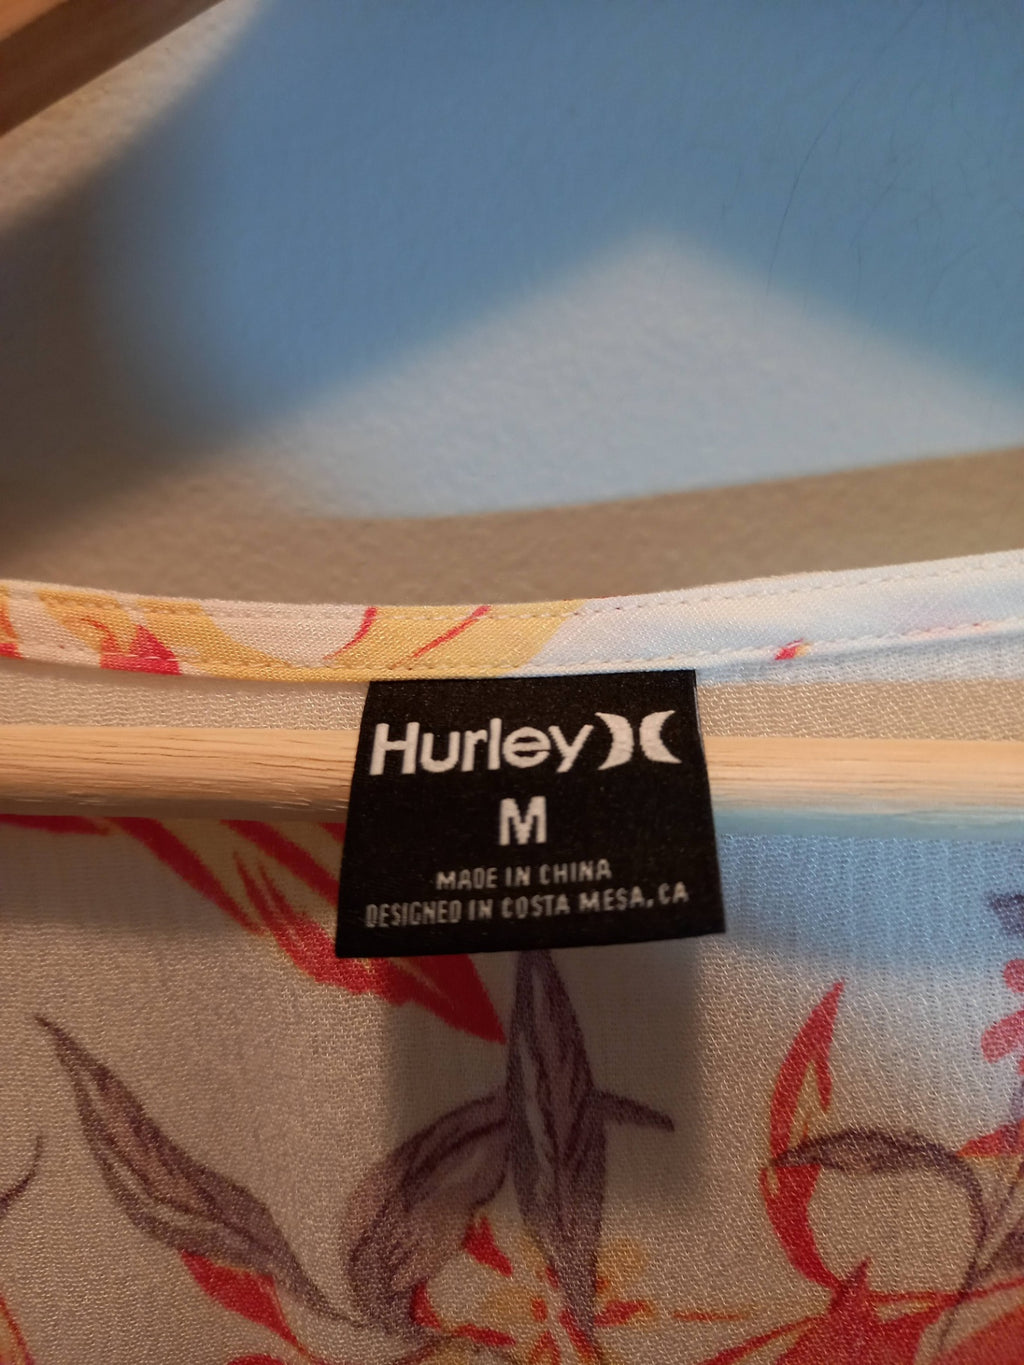 Hurley
M
MADE IN CHINA
DESIGNED IN COSTA MESA, CA